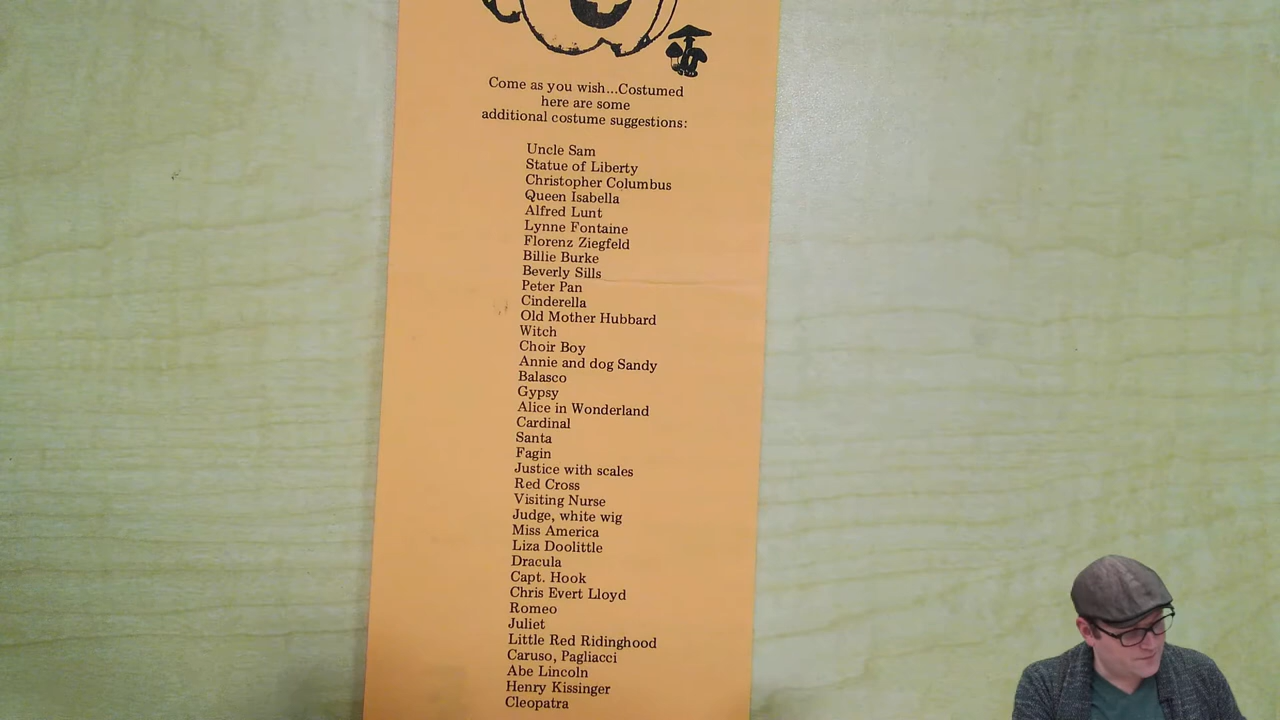 Come as you wish...Costumed
here are some
additional costume suggestions:
Uncle Sam
Statue of Liberty
Christopher Columbus
Queen Isabella
Alfred Lunt
Lynne Fontaine
Florenz Ziegfeld
Billie Burke
Beverly Sills
Peter Pan
Cinderella
Old Mother Hubbard
Witch
Choir Boy
Annie and dog Sandy
Balasco
Gypsy
Alice in Wonderland
Cardinal
Santa
Fagin
Justice with scales
Red Cross
Visiting Nurse
Judge, white wig
Miss America
Liza Doolittle
Dracula
Capt. Hook
Chris Evert Lloyd
Romeo
Juliet
Little Red Ridinghood
Caruso, Pagliacci
Abe Lincoln
Henry Kissinger
Cleopatra